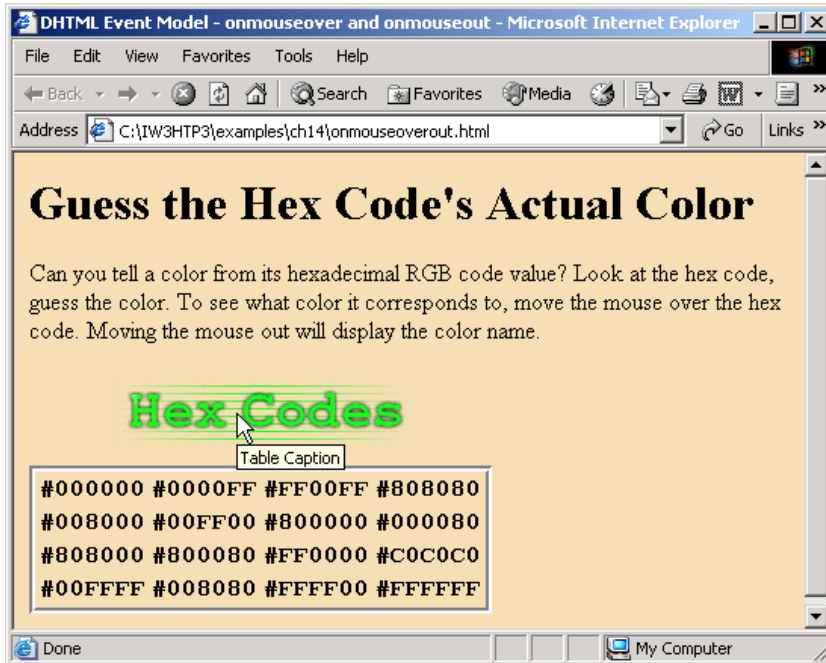 DHTML Event Model - onmouseover and onmouseout - Microsoft Internet Explorer
File Edit View Favorites Tools Help
Back Search Favorites Media W »
Address C:\IW3HTP3\examples\ch14\onmouseoverout.html Go Links »
Guess the Hex Code's Actual Color
Can you tell a color from its hexadecimal RGB code value? Look at the hex code,
guess the color. To see what color it corresponds to, move the mouse over the hex
code. Moving the mouse out will display the color name.
Hex Codes
Table Caption
#000000 #0000FF #FF00FF #808080
#008000 #00FF00 #800000 #000080
#808000 #800080 #FF0000 #C0C0C0
#00FFFF #008080 #FFFF00 #FFFFFF
Done My Computer